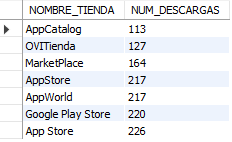 NOMBRE_TIENDA NUM_DESCARGAS
AppCatalog 113
OVITienda 127
MarketPlace 164
AppStore 217
AppWorld 217
Google Play Store 220
App Store 226